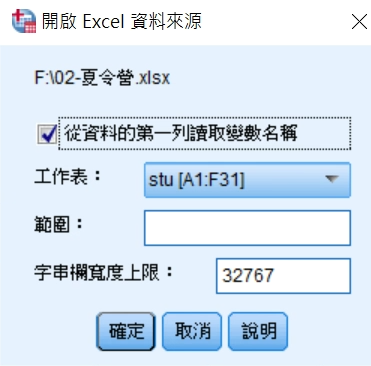 開啟 Excel 資料來源
F:\02-夏令營.xlsx
從資料的第一列讀取變數名稱
工作表： stu [A1:F31]
範圍：
字串欄寬度上限： 32767
確定 取消 說明